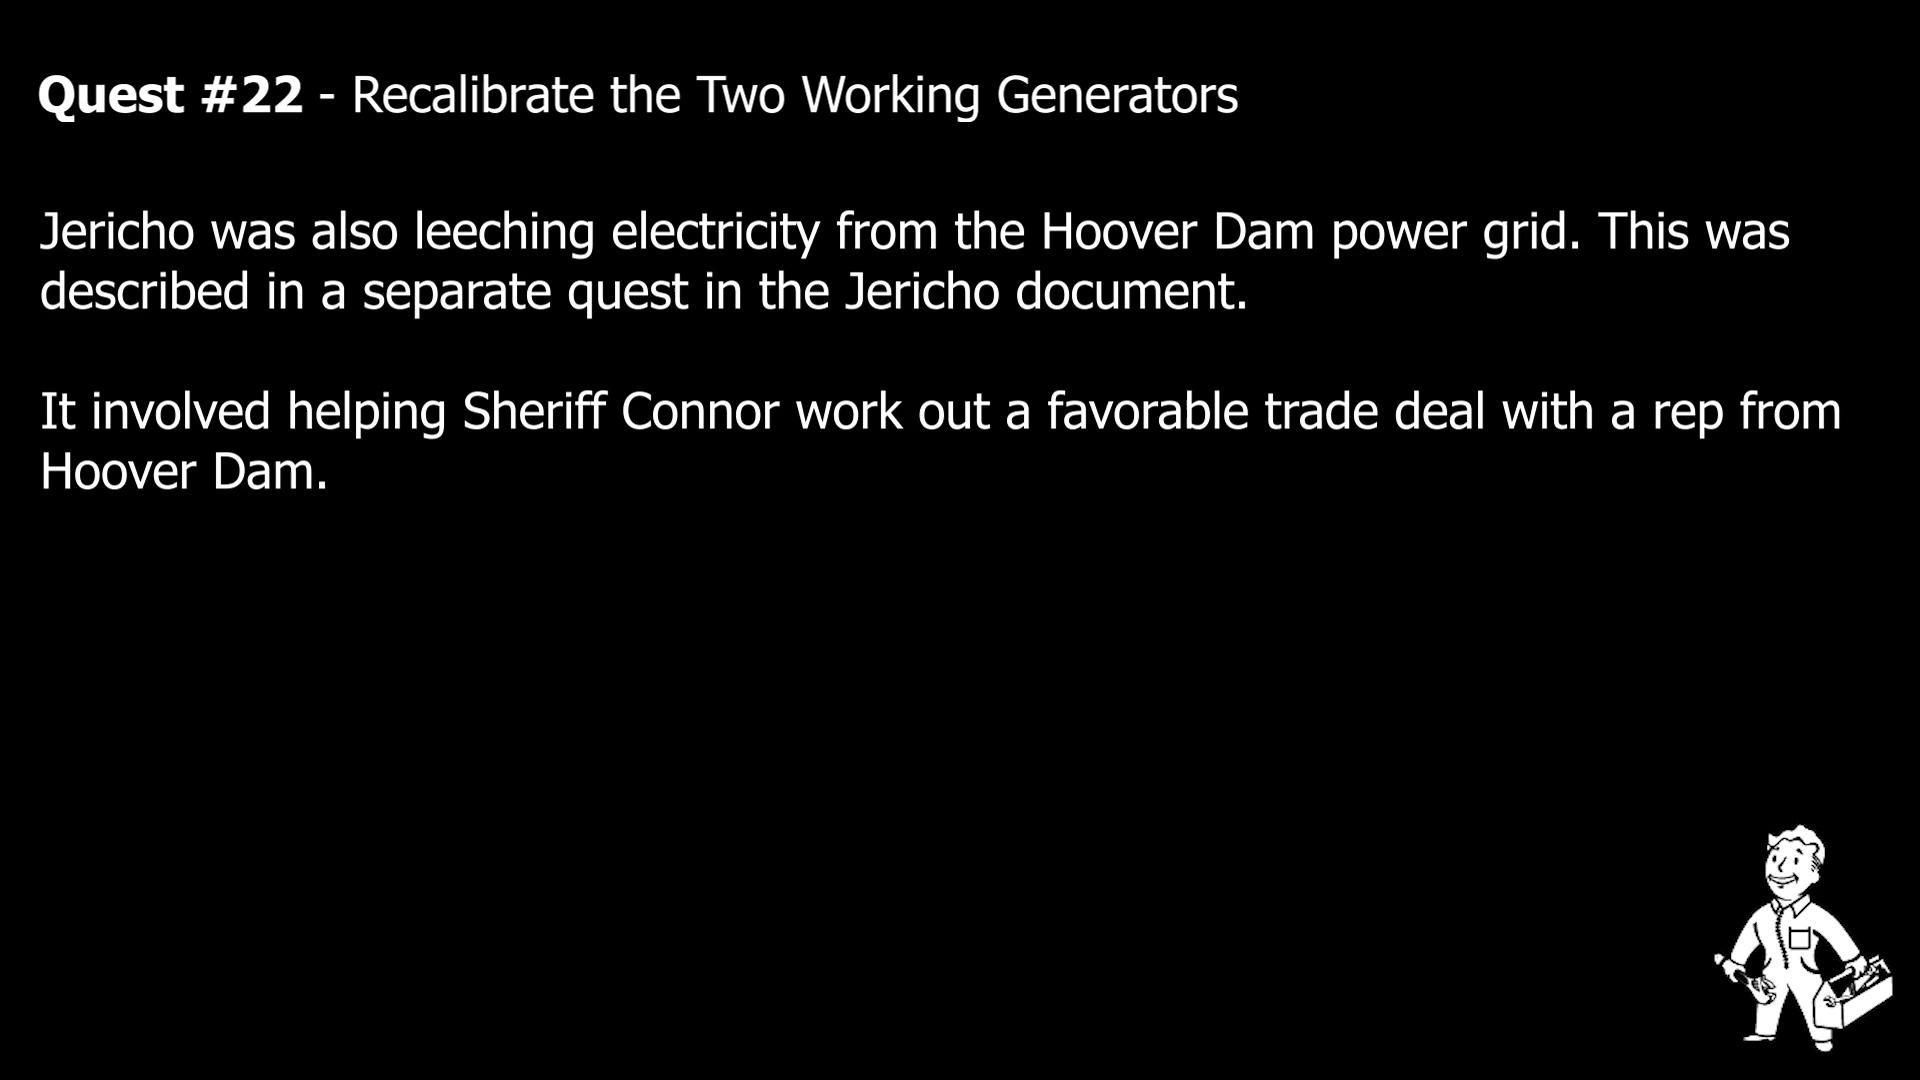 Quest #22 - Recalibrate the Two Working Generators
Jericho was also leeching electricity from the Hoover Dam power grid. This was
described in a separate quest in the Jericho document.
It involved helping Sheriff Connor work out a favorable trade deal with a rep from
Hoover Dam.